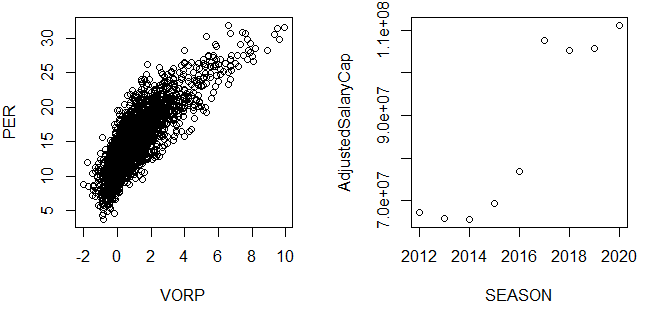 PER
5 10 15 20 25 30
-2 0 2 4 6 8 10
VORP
AdjustedSalaryCap
7.0e+07 9.0e+07 1.1e+08
2012 2014 2016 2018 2020
SEASON